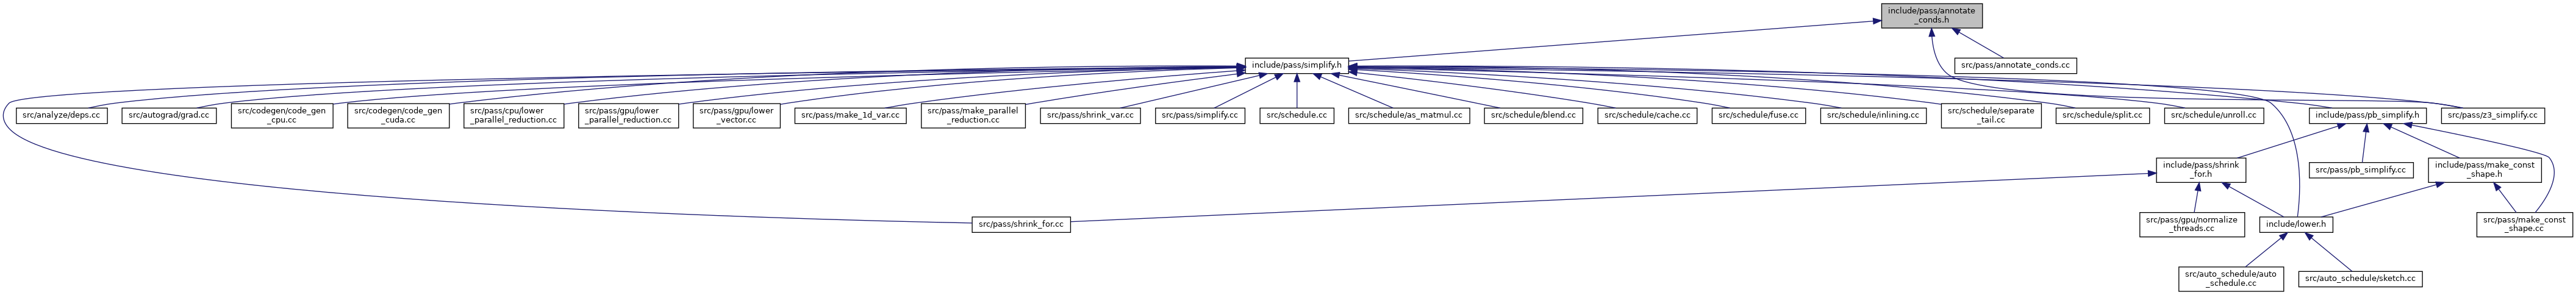 include/pass/annotate
_conds.h
include/pass/simplify.h
src/pass/annotate_conds.cc
src/analyze/deps.cc
src/autograd/grad.cc
src/codegen/code_gen
_cpu.cc
src/codegen/code_gen
_cuda.cc
src/pass/cpu/lower
_parallel_reduction.cc
src/pass/gpu/lower
_parallel_reduction.cc
src/pass/gpu/lower
_vector.cc
src/pass/make_1d_var.cc
src/pass/make_parallel
_reduction.cc
src/pass/shrink_var.cc
src/pass/simplify.cc
src/schedule.cc
src/schedule/as_matmul.cc
src/schedule/blend.cc
src/schedule/cache.cc
src/schedule/fuse.cc
src/schedule/inlining.cc
src/schedule/separate
_tail.cc
src/schedule/split.cc
src/schedule/unroll.cc
include/pass/pb_simplify.h
src/pass/z3_simplify.cc
include/pass/shrink
_for.h
src/pass/pb_simplify.cc
include/pass/make_const
_shape.h
src/pass/shrink_for.cc
src/pass/gpu/normalize
_threads.cc
include/lower.h
src/pass/make_const
_shape.cc
src/auto_schedule/auto
_schedule.cc
src/auto_schedule/sketch.cc